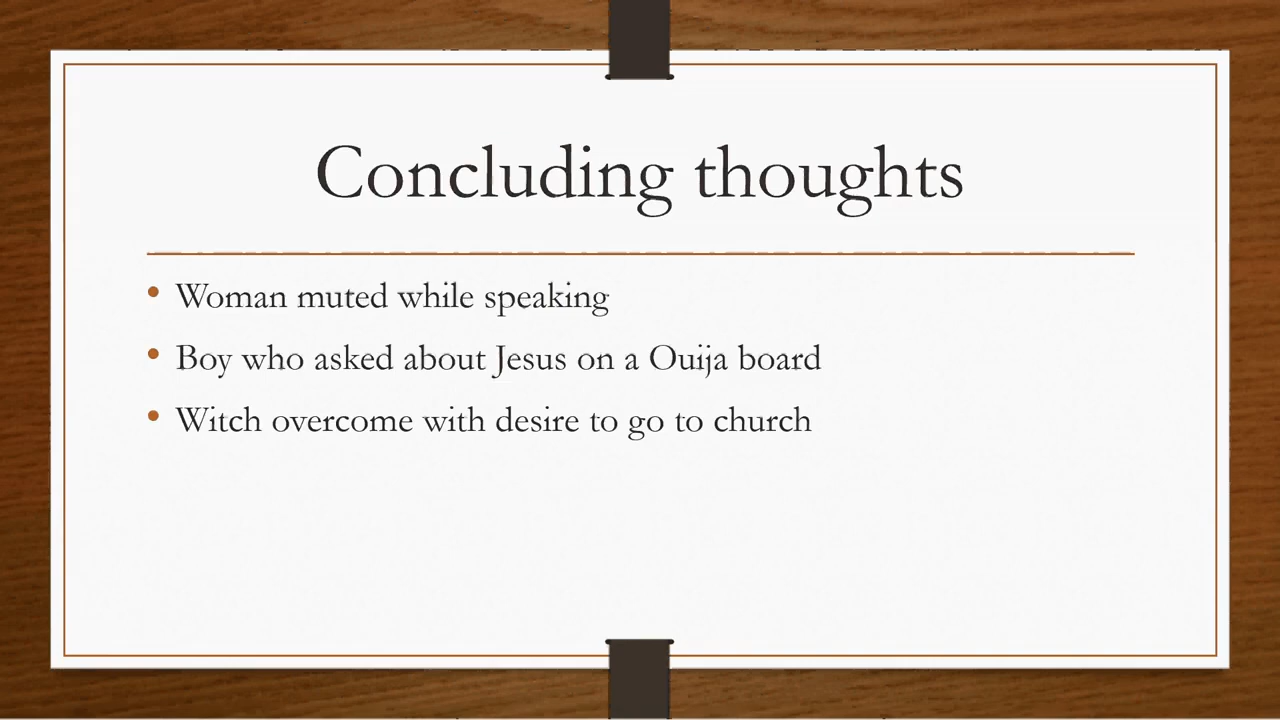 Concluding thoughts
• Woman muted while speaking
• Boy who asked about Jesus on a Ouija board
• Witch overcome with desire to go to church